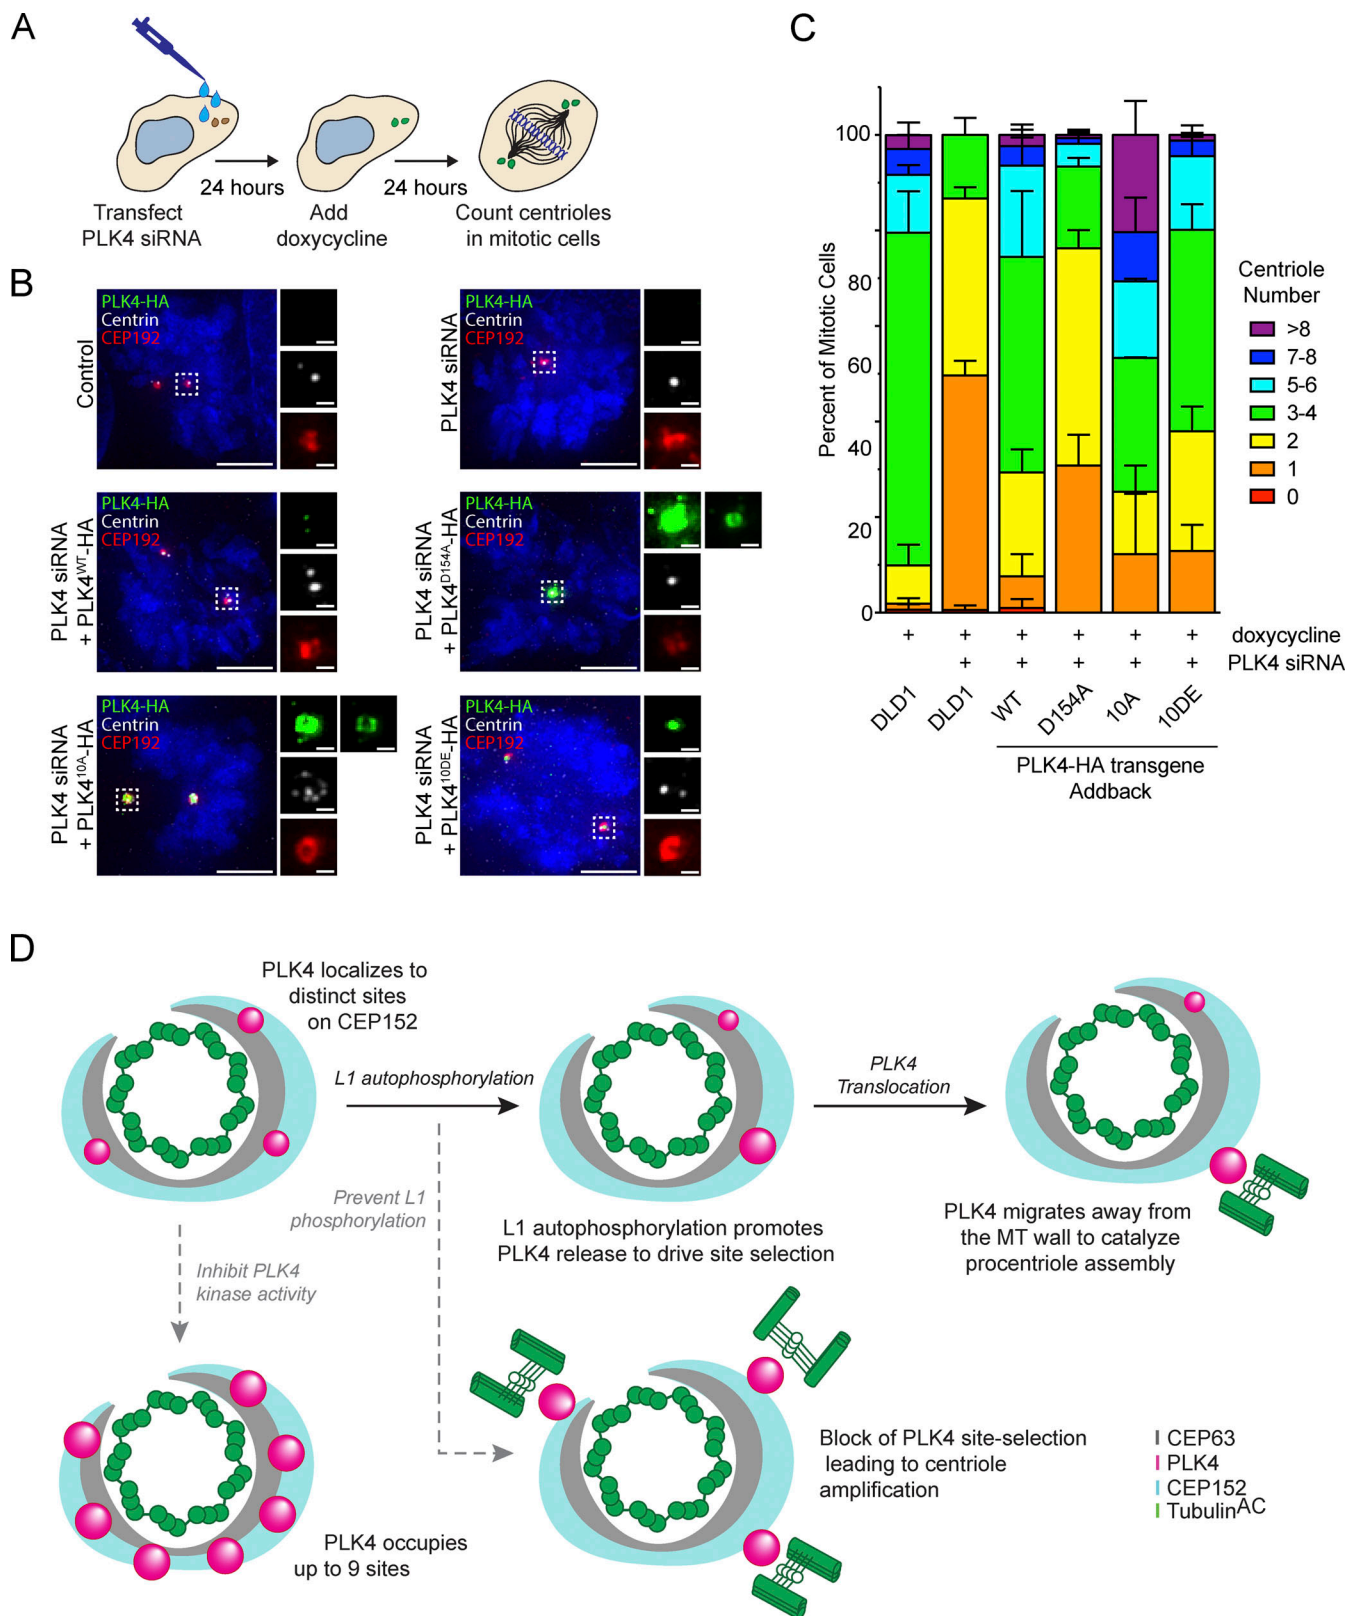 A
24 hours
24 hours
Transfect
PLK4 siRNA
Add
doxycycline
Count centrioles
in mitotic cells
B
Control
PLK4-HA
Centrin
CEP192
PLK4 siRNA
PLK4-HA
Centrin
CEP192
PLK4 siRNA
+ PLK4WT-HA
PLK4-HA
Centrin
CEP192
PLK4 siRNA
+ PLK4D154A-HA
PLK4-HA
Centrin
CEP192
PLK4 siRNA
+ PLK410A-HA
PLK4-HA
Centrin
CEP192
PLK4 siRNA
+ PLK410DE-HA
PLK4-HA
Centrin
CEP192
C
Percent of Mitotic Cells
100
80
60
40
20
0
Centriole
Number
>8
7-8
5-6
3-4
2
1
0
+ + + + + + doxycycline
+ + + + + PLK4 siRNA
DLD1 DLD1 WT D154A 10A 10DE
PLK4-HA transgene
Addback
D
PLK4 localizes to
distinct sites
on CEP152
L1 autophosphorylation
PLK4
Translocation
Prevent L1
phosphorylation
L1 autophosphorylation promotes
PLK4 release to drive site selection
PLK4 migrates away from
the MT wall to catalyze
procentriole assembly
Inhibit PLK4
kinase activity
PLK4 occupies
up to 9 sites
Block of PLK4 site-selection
leading to centriole
amplification
CEP63
PLK4
CEP152
TubulinAC